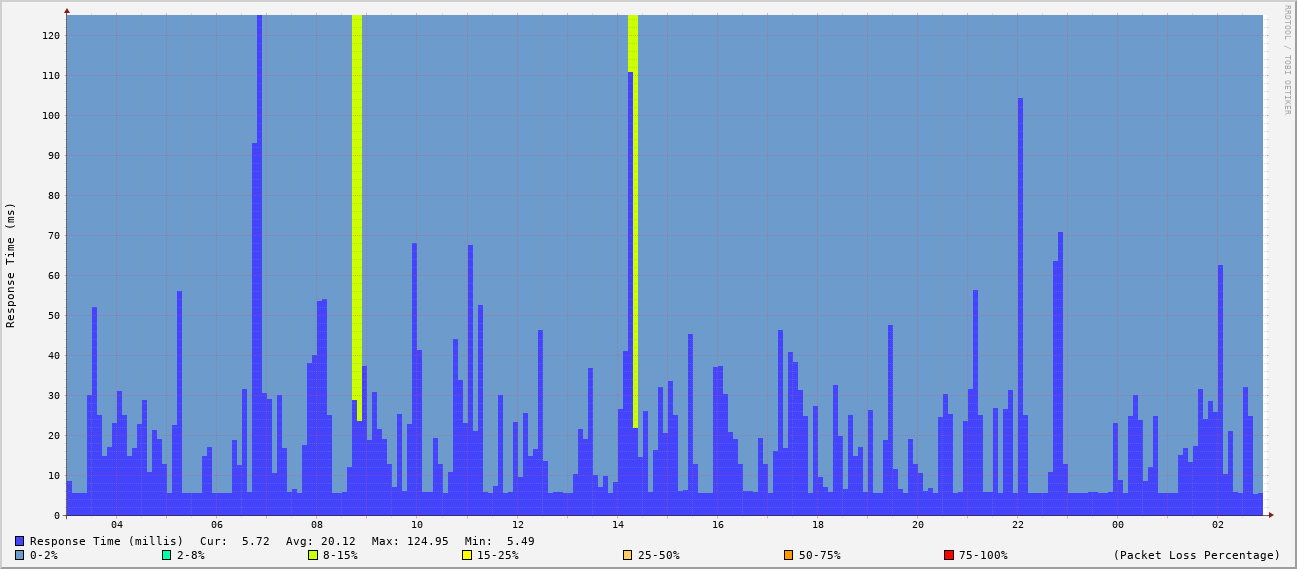 RRDTOOL / TOBI OETIKER
Response Time (ms)
120
110
100
90
80
70
60
50
40
30
20
10
0
04 06 08 10 12 14 16 18 20 22 00 02
Response Time (millis) Cur: 5.72 Avg: 20.12 Max: 124.95 Min: 5.49
0-2% 2-8% 8-15% 15-25% 25-50% 50-75% 75-100% (Packet Loss Percentage)